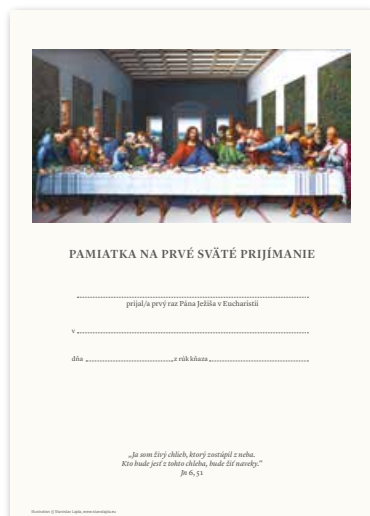 PAMIATKA NA PRVÉ SVÄTÉ PRIJÍMANIE
prijal/a prvý raz Pána Ježiša v Eucharistii
v
dňa z rúk kňaza
„Ja som živý chlieb, ktorý zostúpil z neba.
Kto bude jesť z tohto chleba, bude žiť naveky.“
Jn 6, 51